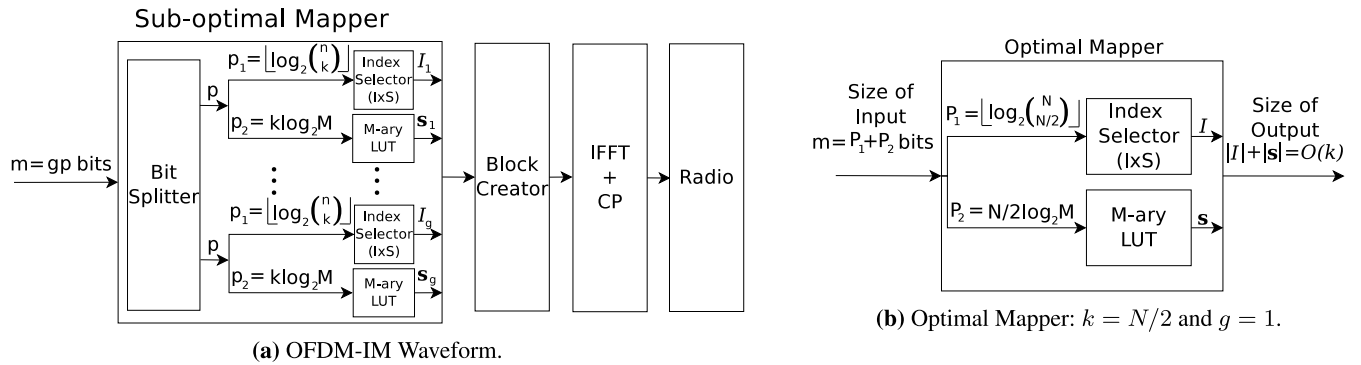 Sub-optimal Mapper
m=gp bits
Bit
Splitter
p
p₁=⌊log₂(n k)⌋
Index
Selector
(IxS)
I₁
p₂=klog₂M
M-ary
LUT
s₁
p
p₁=⌊log₂(n k)⌋
Index
Selector
(IxS)
I_g
p₂=klog₂M
M-ary
LUT
s_g
Block
Creator
IFFT
+
CP
Radio
(a) OFDM-IM Waveform.
Optimal Mapper
Size of
Input
m=P₁+P₂ bits
P₁=⌊log₂(N N/2)⌋
Index
Selector
(IxS)
I
P₂=N/2log₂M
M-ary
LUT
s
Size of
Output
|I|+|s|=O(k)
(b) Optimal Mapper: k = N/2 and g = 1.